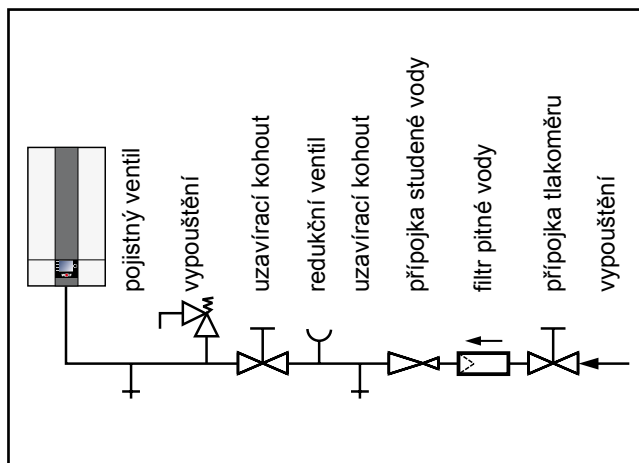 pojistný ventil
vypouštění
uzavírací kohout
redukční ventil
uzavírací kohout
přípojka studené vody
filtr pitné vody
přípojka tlakoměru
vypouštění